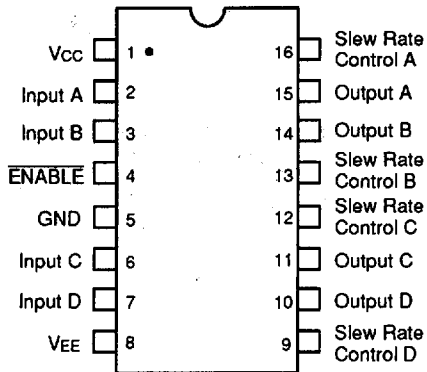 Vcc 1 16 Slew Rate Control A
Input A 2 15 Output A
Input B 3 14 Output B
ENABLE 4 13 Slew Rate Control B
GND 5 12 Slew Rate Control C
Input C 6 11 Output C
Input D 7 10 Output D
VEE 8 9 Slew Rate Control D